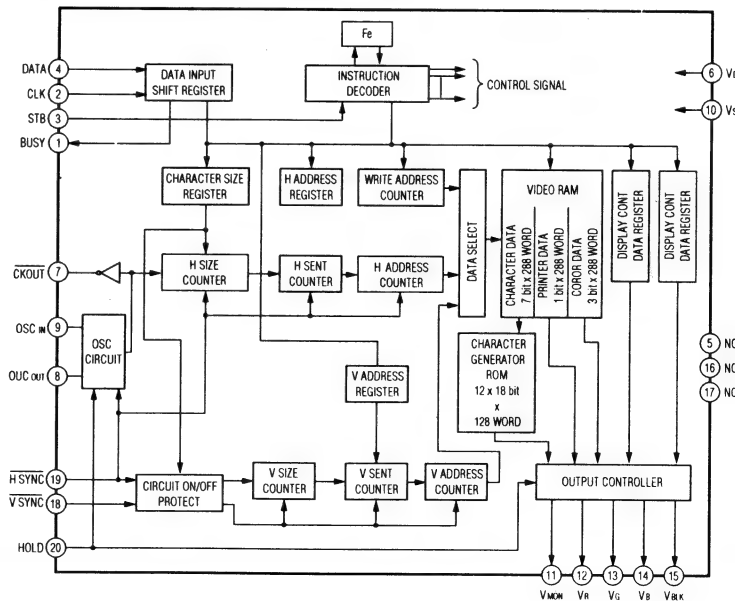 Fe
DATA 4
DATA INPUT
SHIFT REGISTER
INSTRUCTION
DECODER
CONTROL SIGNAL
6
CLK 2
STB 3
10
BUSY 1
CHARACTER SIZE
REGISTER
H ADDRESS
REGISTER
WRITE ADDRESS
COUNTER
DATA SELECT
VIDEO RAM
CHARACTER DATA
7 bit x 288 WORD
PRINTER DATA
1 bit x 288 WORD
COROR DATA
3 bit x 288 WORD
DISPLAY CONT
DATA REGISTER
DISPLAY CONT
DATA REGISTER
CKOUT 7
H SIZE
COUNTER
H SENT
COUNTER
H ADDRESS
COUNTER
OSC IN 9
OSC
CIRCUIT
OUC OUT 8
V ADDRESS
REGISTER
CHARACTER
GENERATOR
ROM
12 x 18 bit
x
128 WORD
5 NC
16 NC
17 NC
H SYNC 19
V SYNC 18
CIRCUIT ON/OFF
PROTECT
V SIZE
COUNTER
V SENT
COUNTER
V ADDRESS
COUNTER
OUTPUT CONTROLLER
HOLD 20
11 12 13 14 15
VMON VR VG VB VBLK